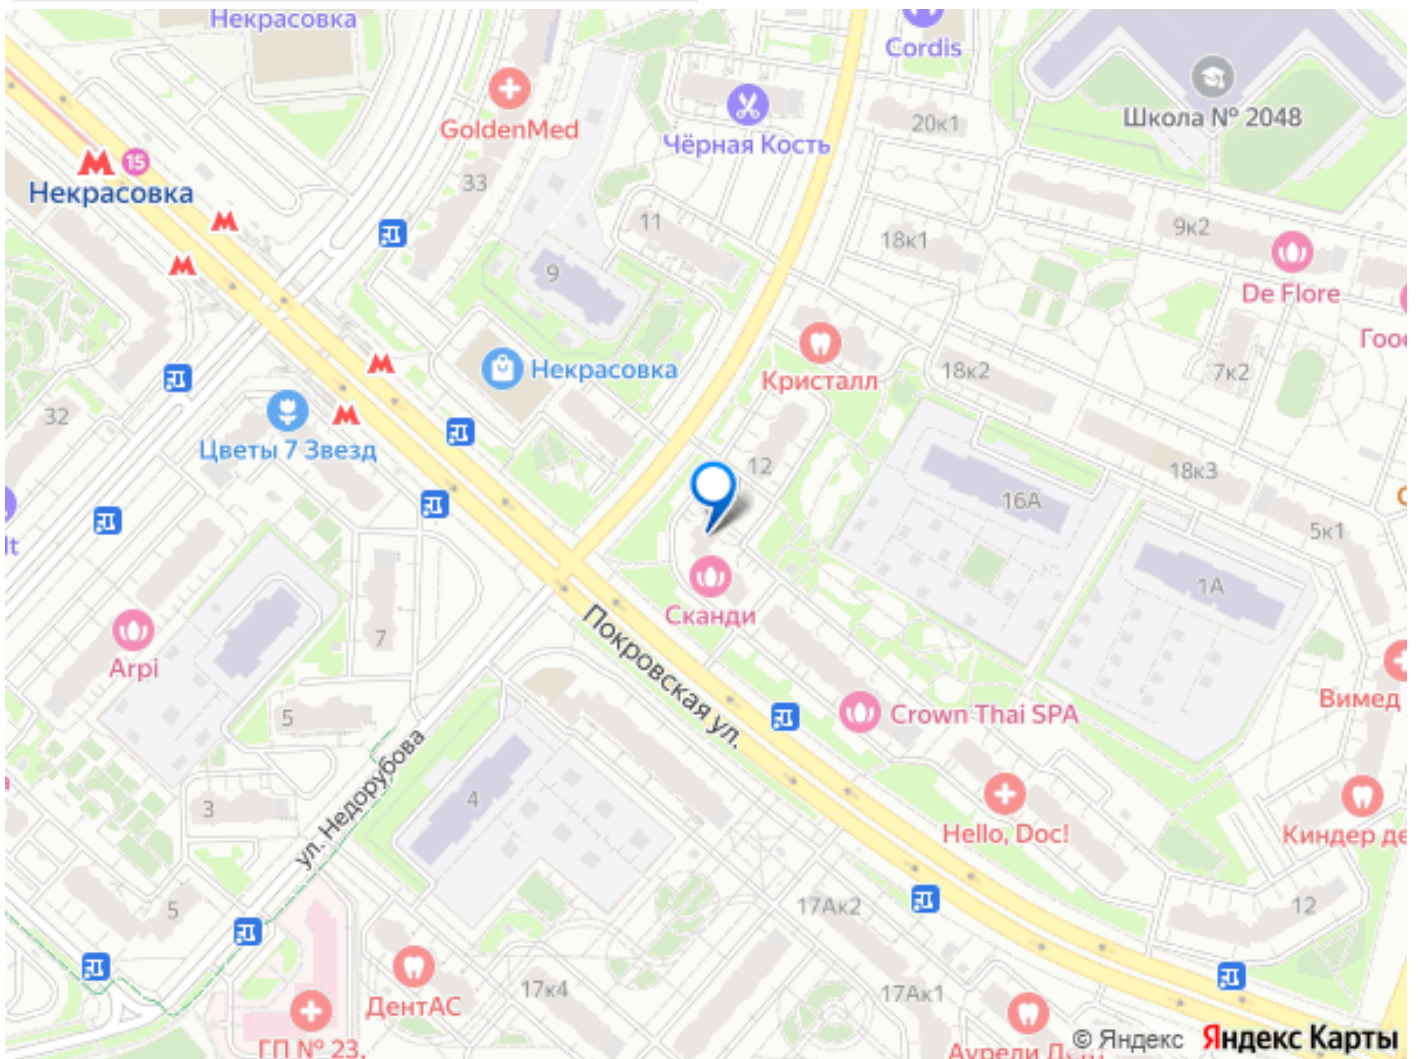 Некрасовка
Cordis
GoldenMed
Чёрная Кость
20к1
Школа № 2048
15
Некрасовка
33
11
9
18к1
9к2
De Flore
Некрасовка
Кристалл
18к2
7к2
32
Цветы 7 Звезд
12
18к3
16А
5к1
1А
Сканди
7
Arpi
5
Покровская ул.
Crown Thai SPA
Вимед
ул. Недорубова
3
4
Hello, Doc!
Киндер де
5
17Ак2
12
ДентАС
17к4
17Ак1
ГП № 23,
© Яндекс
Яндекс Карты